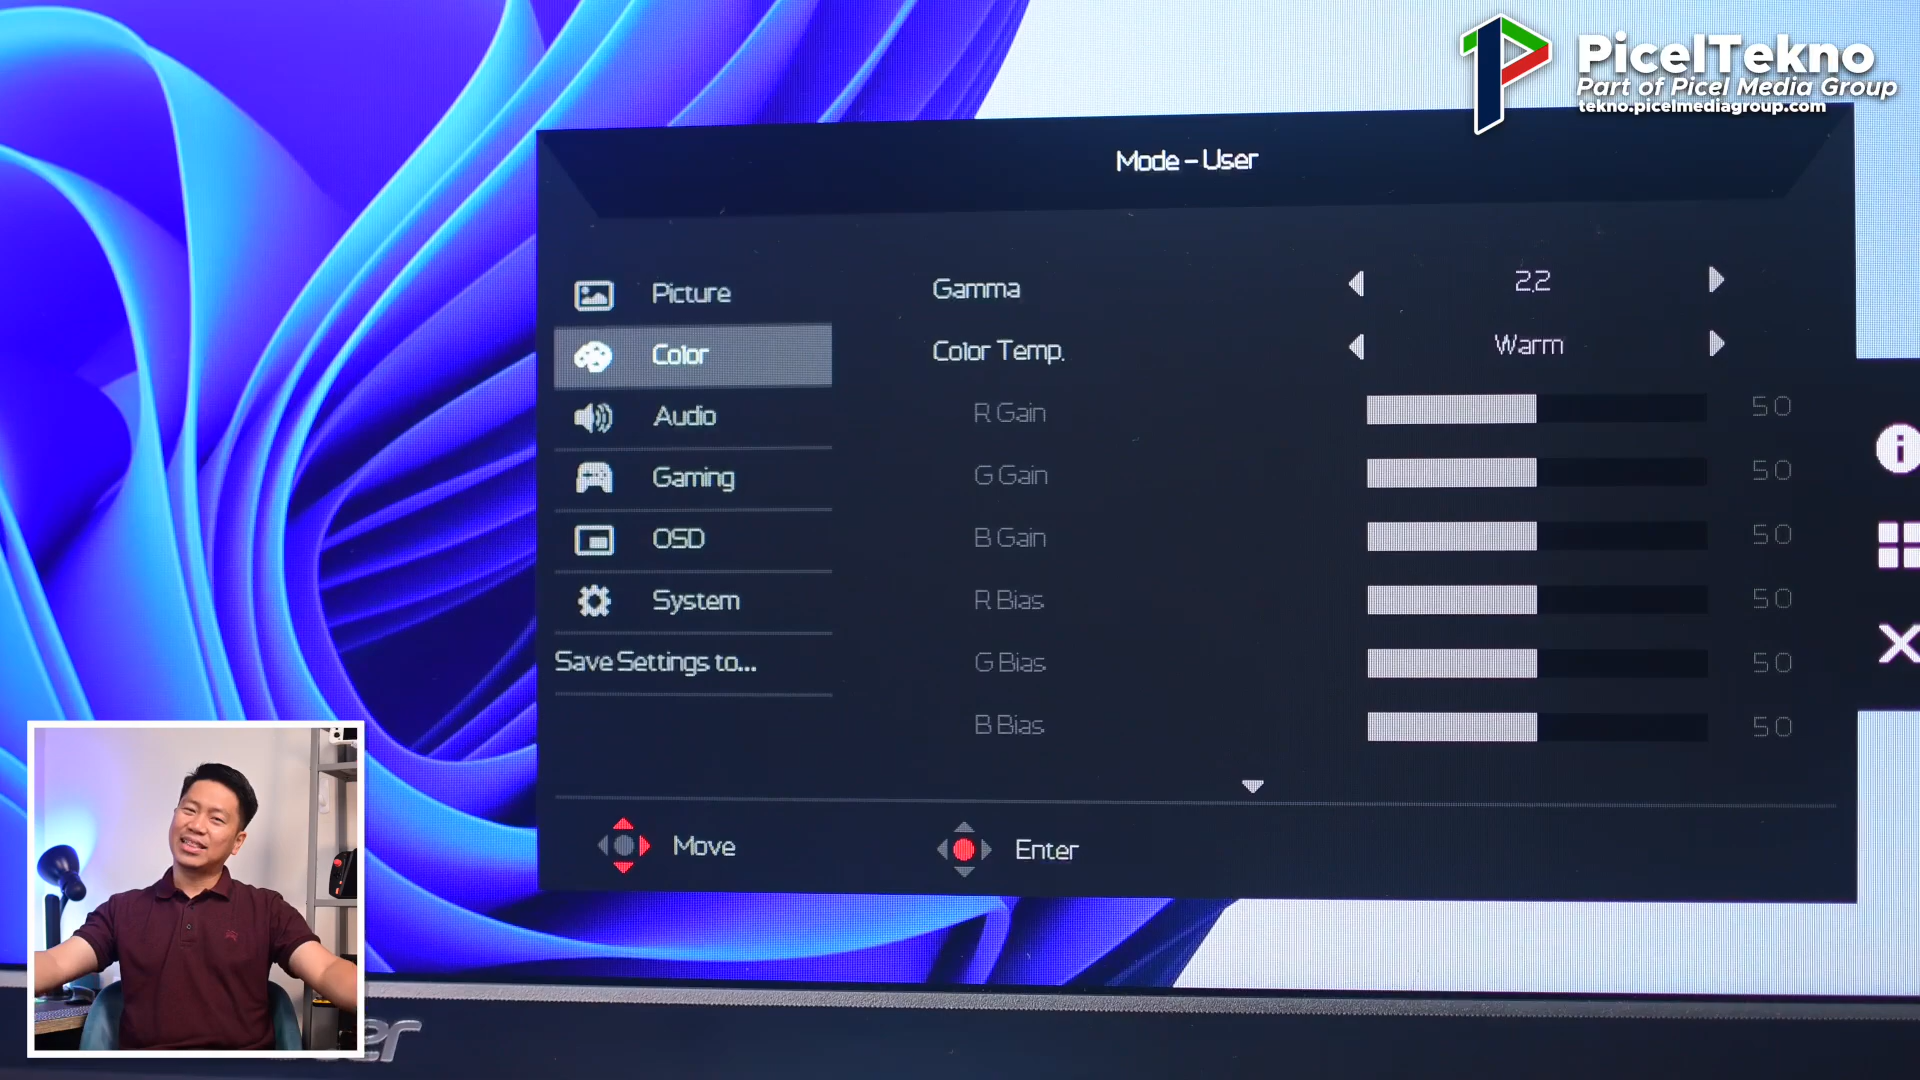 PicelTekno
Part of Picel Media Group
tekno.picelmediagroup.com
Mode - User
Picture
Color
Audio
Gaming
OSD
System
Save Settings to...
Gamma 2.2
Color Temp. Warm
R Gain 50
G Gain 50
B Gain 50
R Bias 50
G Bias 50
B Bias 50
Move
Enter